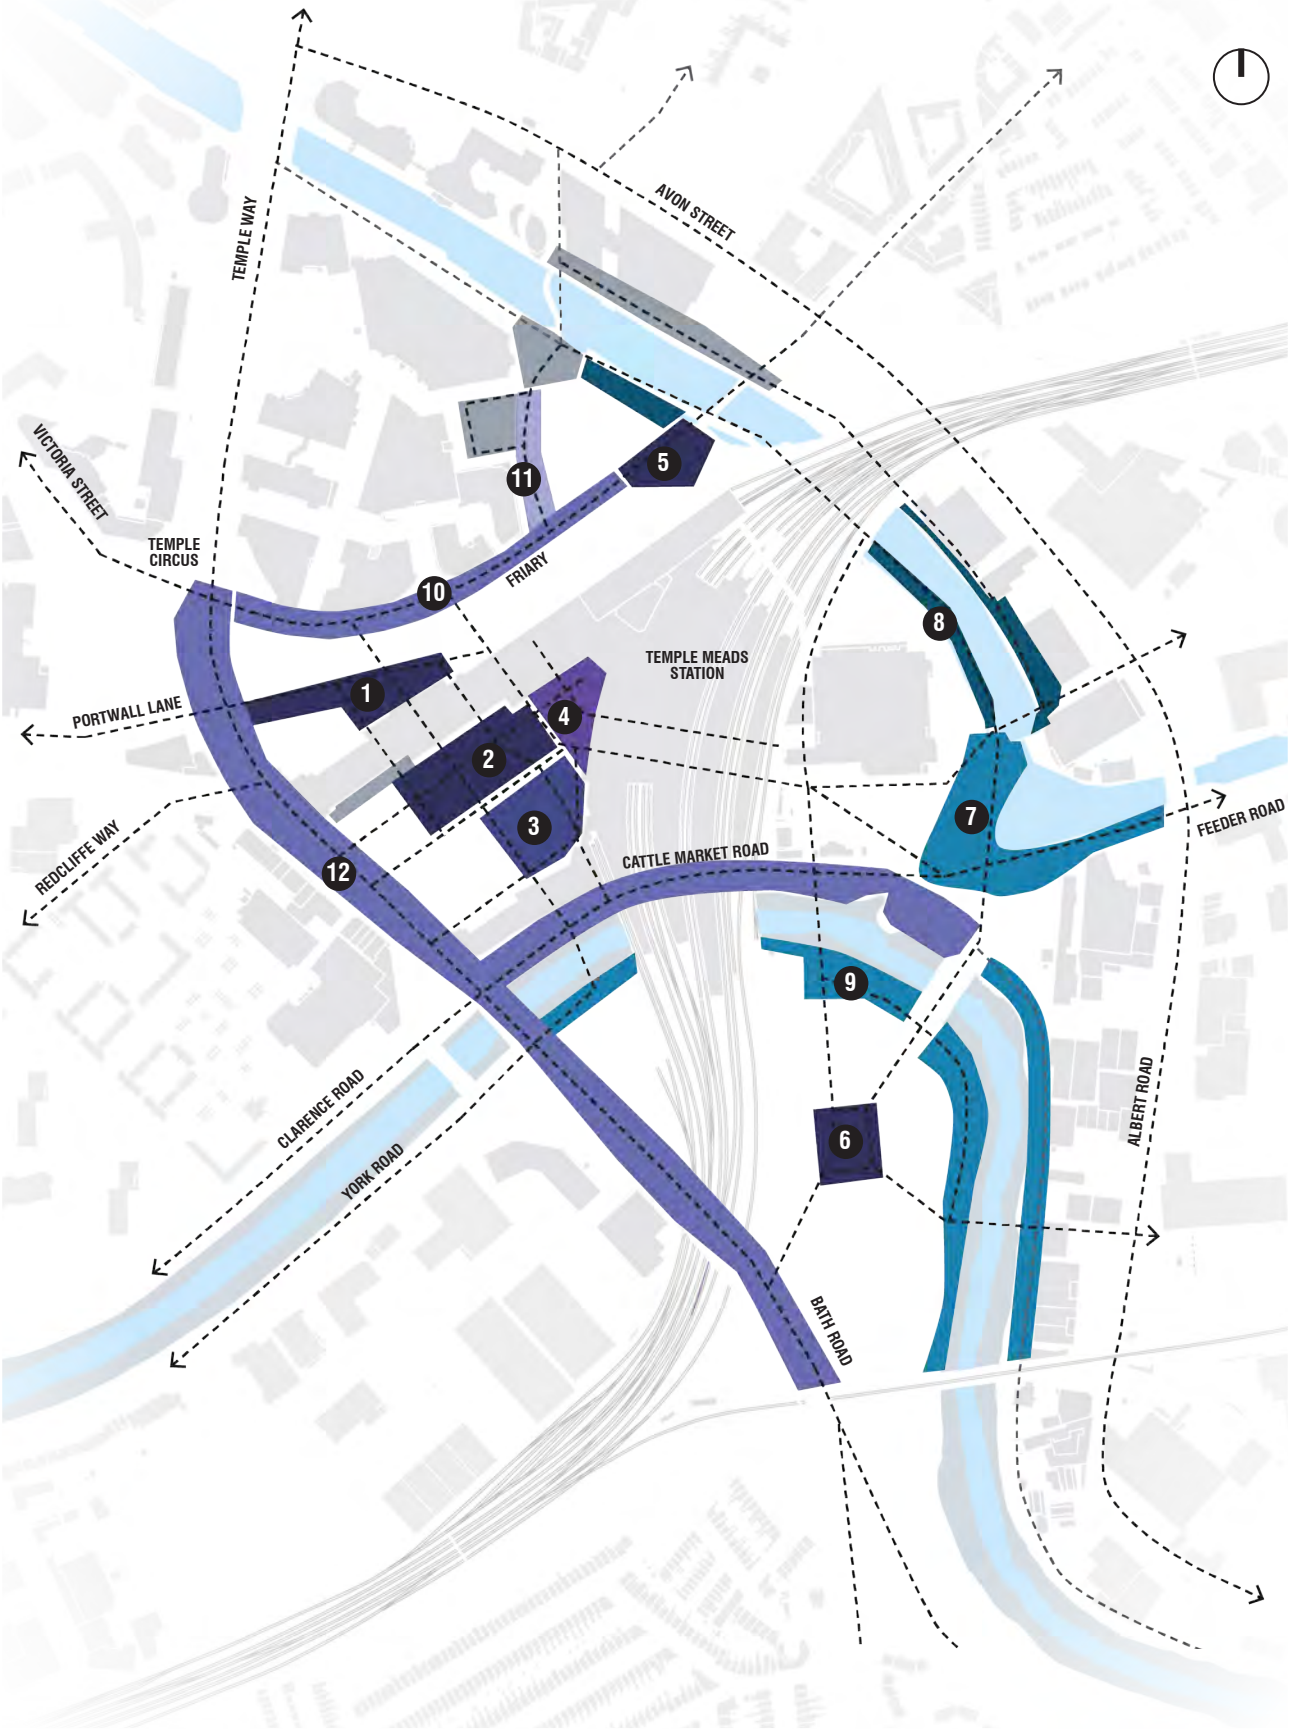 AVON STREET
TEMPLE WAY
VICTORIA STREET
TEMPLE
CIRCUS
5
11
10
FRIARY
8
TEMPLE MEADS
STATION
1
PORTWALL LANE
4
2
3
7
FEEDER ROAD
REDCLIFFE WAY
12
CATTLE MARKET ROAD
9
CLARENCE ROAD
YORK ROAD
6
ALBERT ROAD
BATH ROAD